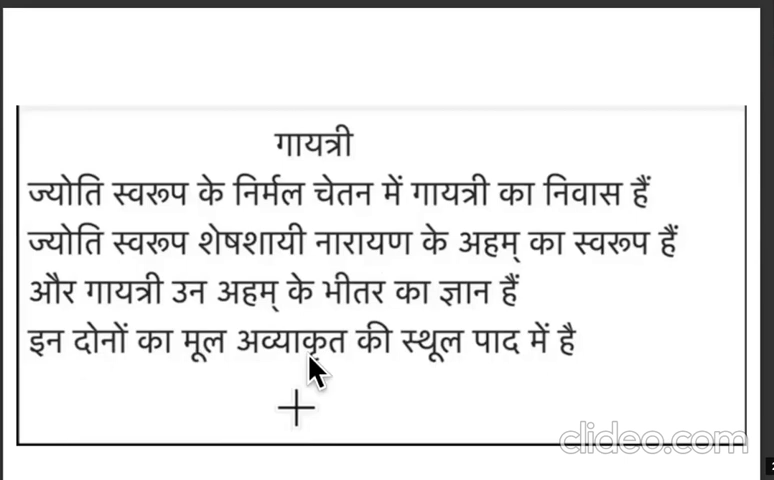 गायत्री
ज्योति स्वरूप के निर्मल चेतन में गायत्री का निवास हैं
ज्योति स्वरूप शेषशायी नारायण के अहम् का स्वरूप हैं
और गायत्री उन अहम् के भीतर का ज्ञान हैं
इन दोनों का मूल अव्याकृत की स्थूल पाद में है
clideo.com